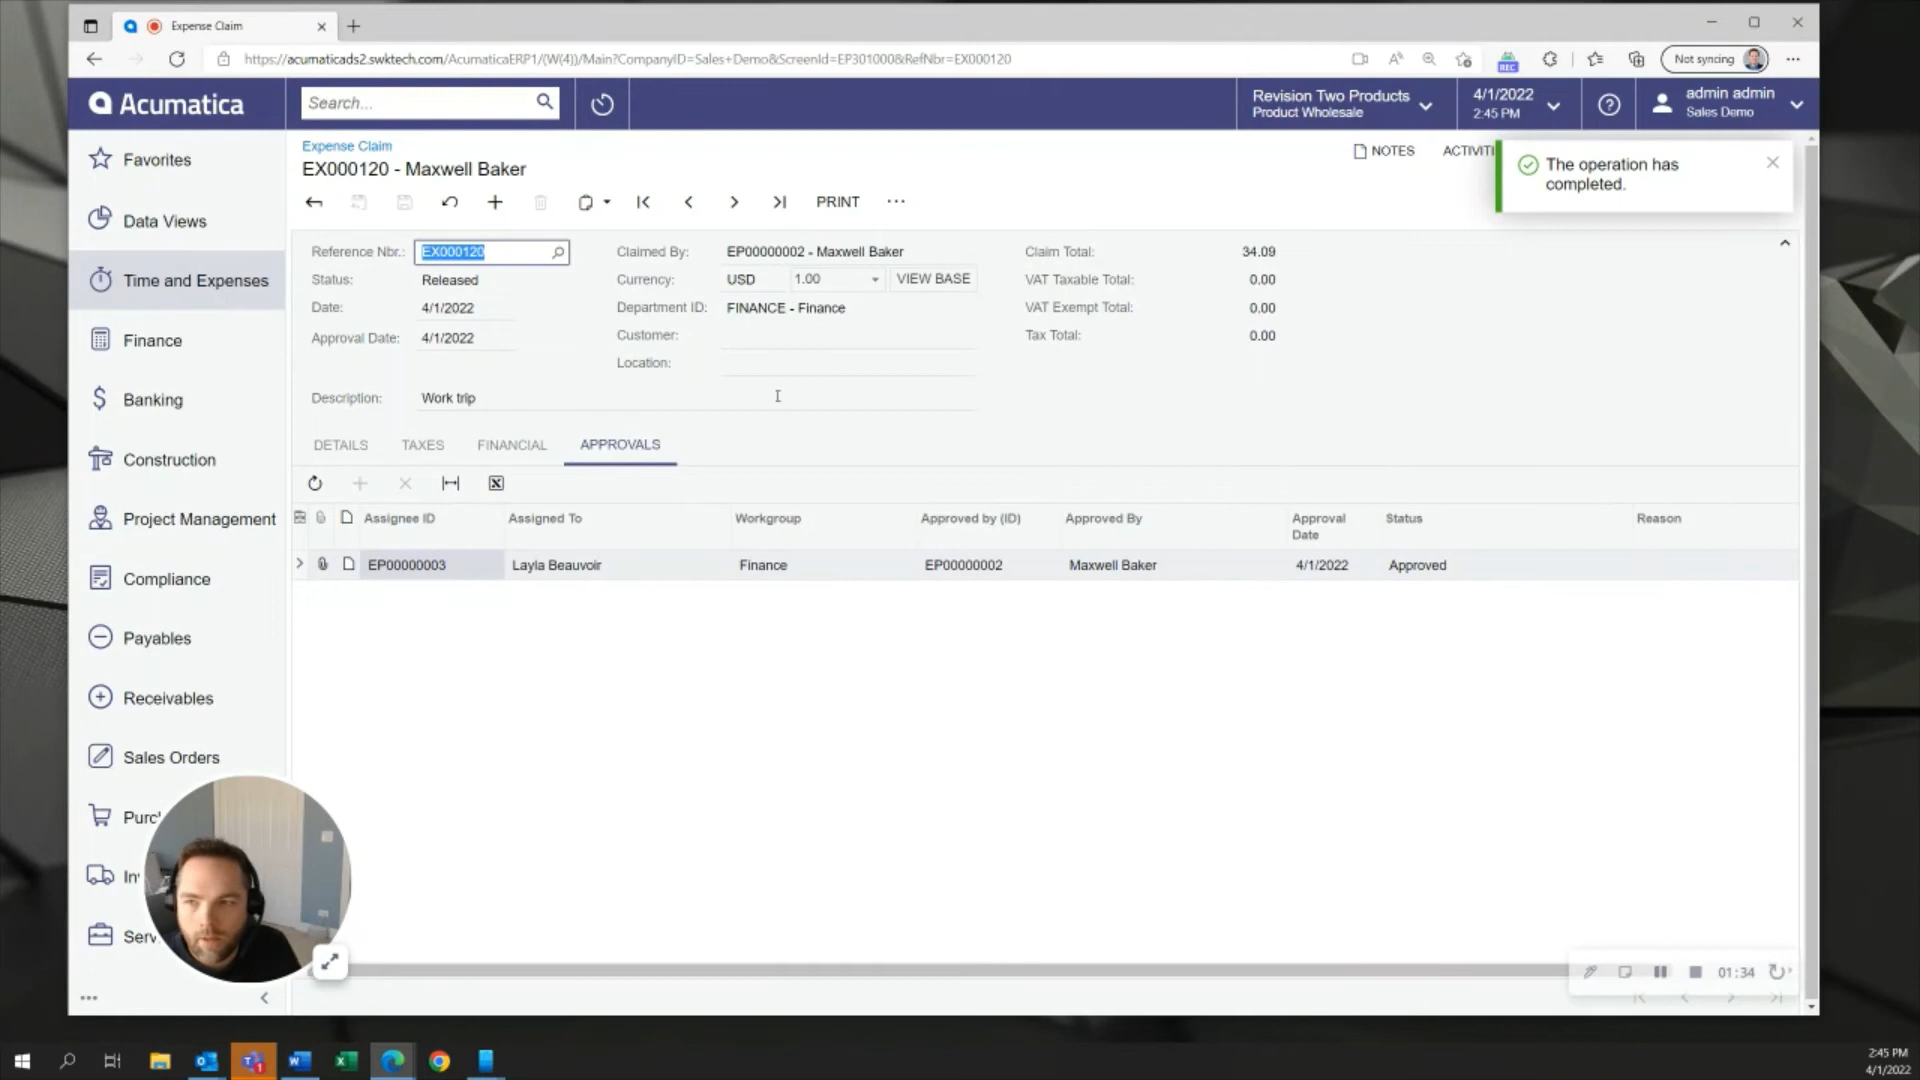 Expense Claim
https://acumaticads2.swktech.com/AcumaticaERP1/(W(4))/Main?CompanyID=Sales+Demo&ScreenId=EP301000&RefNbr=EX000120
REC
Not syncing
Acumatica
Search...
Revision Two Products
Product Wholesale
4/1/2022
2:45 PM
admin admin
Sales Demo
Favorites
Data Views
Time and Expenses
Finance
Banking
Construction
Project Management
Compliance
Payables
Receivables
Sales Orders
Purc
In
Serv
Expense Claim
EX000120 - Maxwell Baker
NOTES
ACTIVITI
The operation has
completed.
PRINT
Reference Nbr.: EX000120
Status: Released
Date: 4/1/2022
Approval Date: 4/1/2022
Description: Work trip
Claimed By: EP00000002 - Maxwell Baker
Currency: USD 1.00 VIEW BASE
Department ID: FINANCE - Finance
Customer:
Location:
Claim Total: 34.09
VAT Taxable Total: 0.00
VAT Exempt Total: 0.00
Tax Total: 0.00
DETAILS TAXES FINANCIAL APPROVALS
Assignee ID Assigned To Workgroup Approved by (ID) Approved By Approval Date Status Reason
EP00000003 Layla Beauvoir Finance EP00000002 Maxwell Baker 4/1/2022 Approved
01:34
2:45 PM
4/1/2022